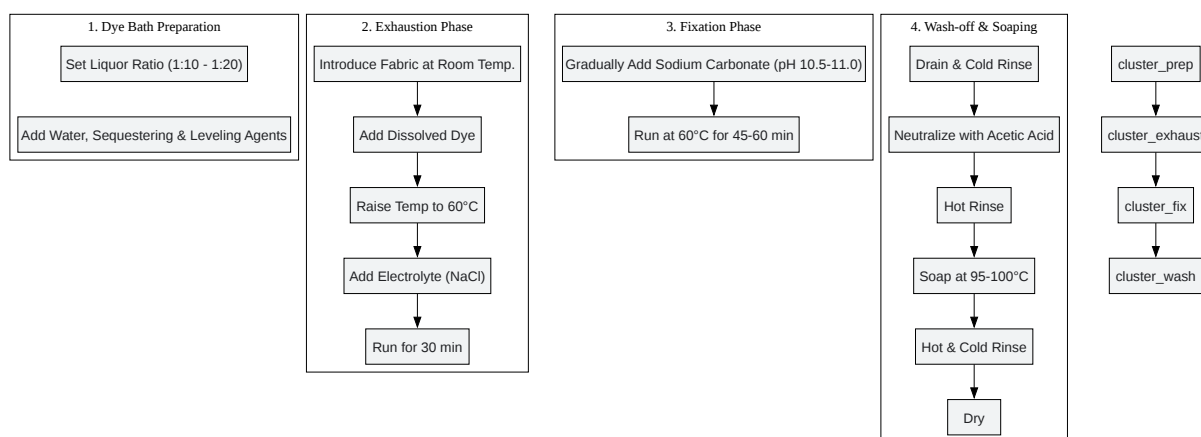 1. Dye Bath Preparation
Set Liquor Ratio (1:10 - 1:20)
Add Water, Sequestering & Leveling Agents
2. Exhaustion Phase
Introduce Fabric at Room Temp.
Add Dissolved Dye
Raise Temp to 60°C
Add Electrolyte (NaCl)
Run for 30 min
3. Fixation Phase
Gradually Add Sodium Carbonate (pH 10.5-11.0)
Run at 60°C for 45-60 min
4. Wash-off & Soaping
Drain & Cold Rinse
Neutralize with Acetic Acid
Hot Rinse
Soap at 95-100°C
Hot & Cold Rinse
Dry
cluster_prep
cluster_exhaust
cluster_fix
cluster_wash